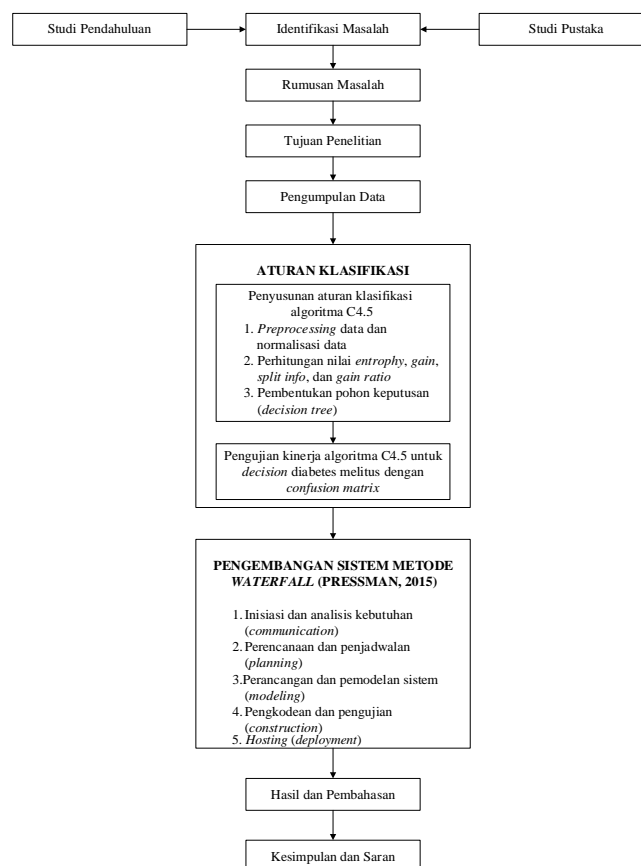 Studi Pendahuluan
Identifikasi Masalah
Studi Pustaka
Rumusan Masalah
Tujuan Penelitian
Pengumpulan Data
ATURAN KLASIFIKASI
Penyusunan aturan klasifikasi
algoritma C4.5
1. Preprocessing data dan
normalisasi data
2. Perhitungan nilai entrophy, gain,
split info, dan gain ratio
3. Pembentukan pohon keputusan
(decision tree)
Pengujian kinerja algoritma C4.5 untuk
decision diabetes melitus dengan
confusion matrix
PENGEMBANGAN SISTEM METODE
WATERFALL (PRESSMAN, 2015)
1. Inisiasi dan analisis kebutuhan
(communication)
2. Perencanaan dan penjadwalan
(planning)
3.Perancangan dan pemodelan sistem
(modeling)
4. Pengkodean dan pengujian
(construction)
5. Hosting (deployment)
Hasil dan Pembahasan
Kesimpulan dan Saran